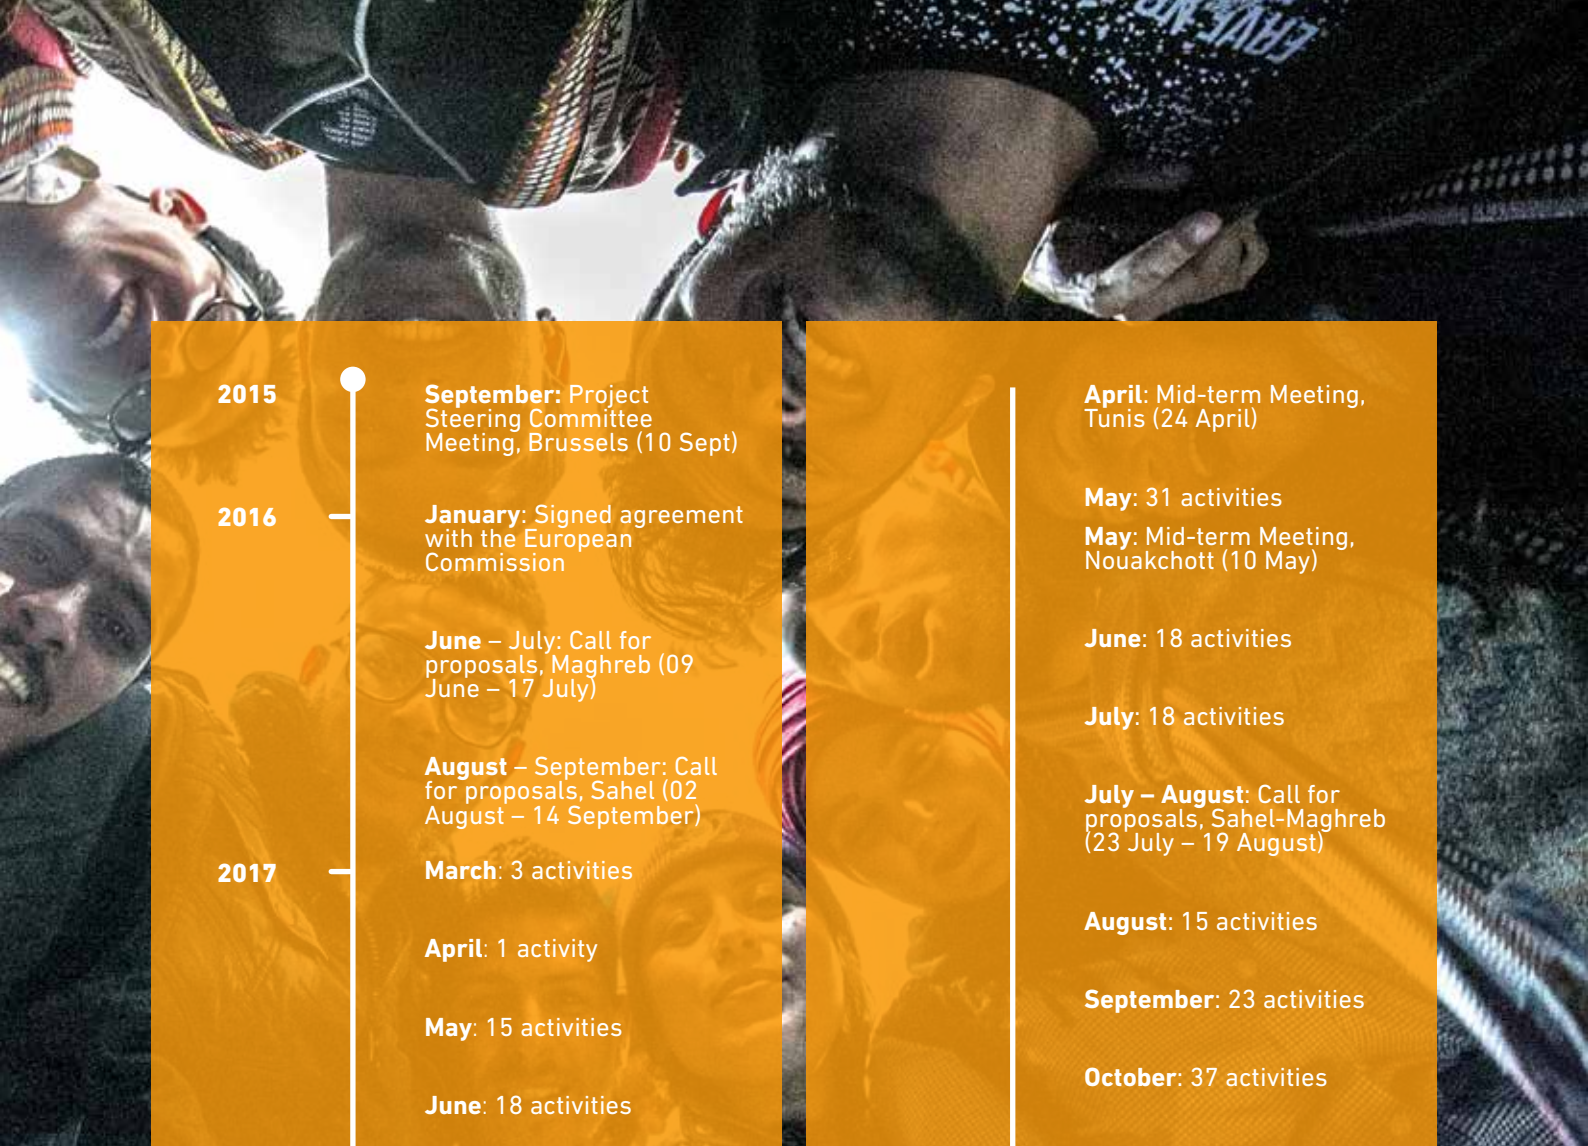 2015
September: Project
Steering Committee
Meeting, Brussels (10 Sept)
2016
January: Signed agreement
with the European
Commission
June – July: Call for
proposals, Maghreb (09
June – 17 July)
August – September: Call
for proposals, Sahel (02
August – 14 September)
2017
March: 3 activities
April: 1 activity
May: 15 activities
June: 18 activities
April: Mid-term Meeting,
Tunis (24 April)
May: 31 activities
May: Mid-term Meeting,
Nouakchott (10 May)
June: 18 activities
July: 18 activities
July – August: Call for
proposals, Sahel-Maghreb
(23 July – 19 August)
August: 15 activities
September: 23 activities
October: 37 activities